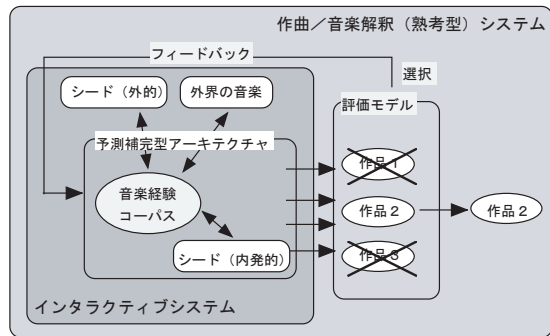 作曲／音楽解釈（熟考型）システム
フィードバック
選択
シード（外的）
外界の音楽
評価モデル
予測補完型アーキテクチャ
作品 1
音楽経験
コーパス
作品 2
作品 2
シード（内発的）
作品 3
インタラクティブシステム